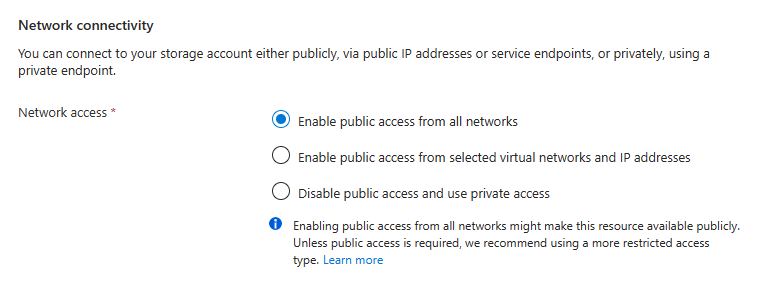 Network connectivity
You can connect to your storage account either publicly, via public IP addresses or service endpoints, or privately, using a
private endpoint.
Network access *
Enable public access from all networks
Enable public access from selected virtual networks and IP addresses
Disable public access and use private access
Enabling public access from all networks might make this resource available publicly.
Unless public access is required, we recommend using a more restricted access
type. Learn more